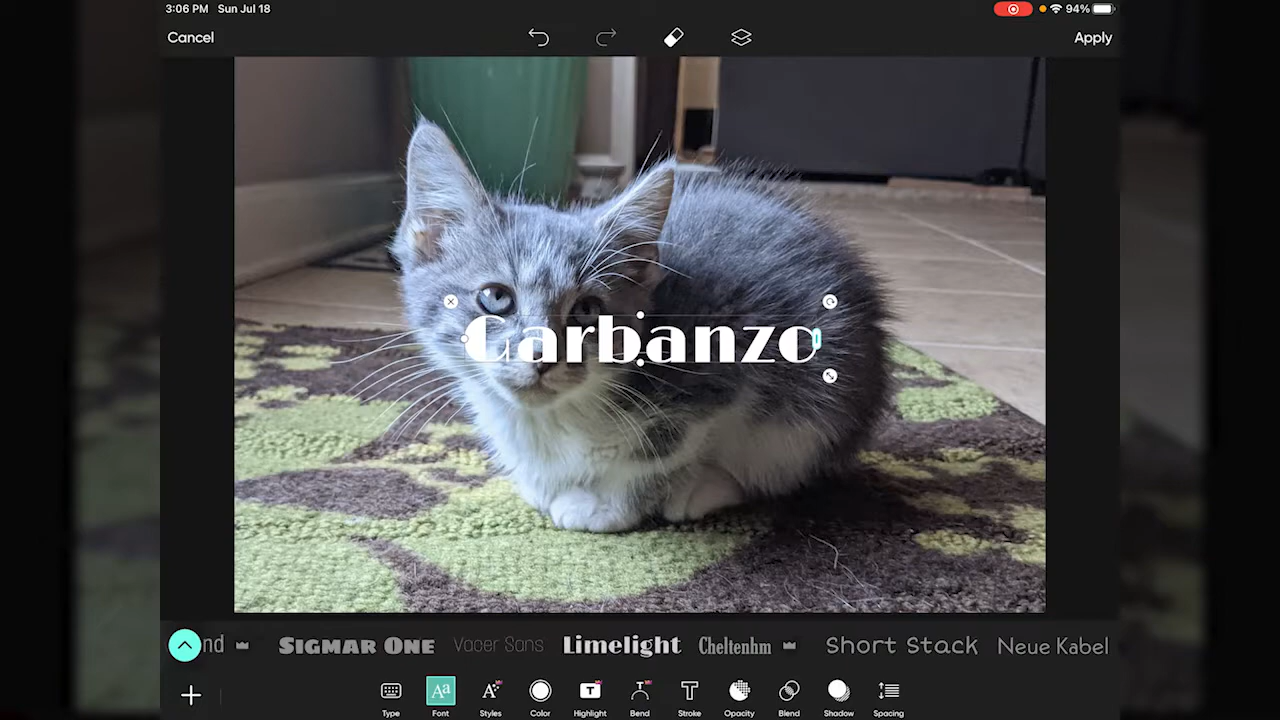 3:06 PM Sun Jul 18 94%
Cancel Apply
Garbanzo
nd Sigmar One Vacer Sans Limelight Cheltenhm Short Stack Neue Kabel
Type Font Styles Color Highlight Bend Stroke Opacity Blend Shadow Spacing